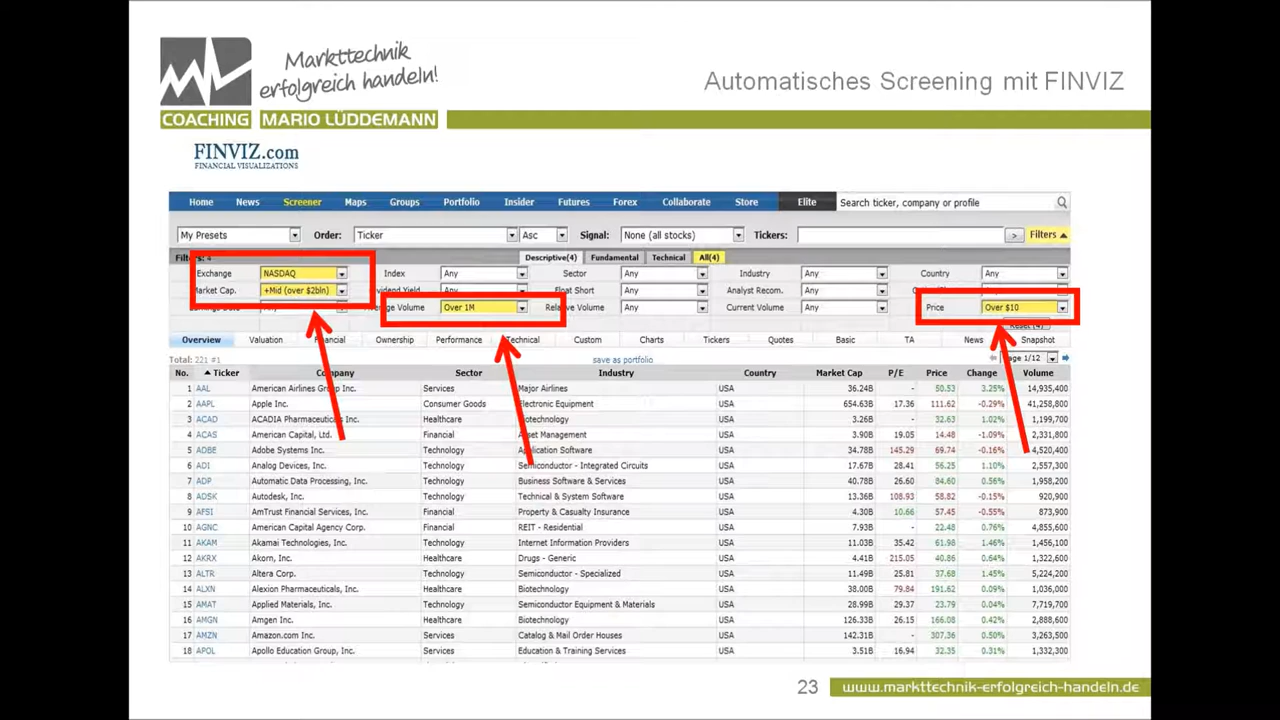 Markttechnik
erfolgreich handeln!
COACHING MARIO LÜDDEMANN
Automatisches Screening mit FINVIZ
FINVIZ.com
FINANCIAL VISUALIZATIONS
Home News Screener Maps Groups Portfolio Insider Futures Forex Collaborate Store Elite Search ticker, company or profile
My Presets Order: Ticker Asc Signal: None (all stocks) Tickers: > Filters
Filters: 4 Descriptive(4) Fundamental Technical All(4)
Exchange NASDAQ Index Any Sector Any Industry Any Country Any
Market Cap. +Mid (over $2bln) Dividend Yield Any Float Short Any Analyst Recom. Any
Average Volume Over 1M Relative Volume Any Current Volume Any Price Over $10
Reset (4)
Overview Valuation Financial Ownership Performance Technical Custom Charts Tickers Quotes Basic TA News Snapshot
Total: 221 #1 save as portfolio Page 1/12
No. Ticker Company Sector Industry Country Market Cap P/E Price Change Volume
1 AAL American Airlines Group Inc. Services Major Airlines USA 36.24B - 50.53 3.25% 14,935,400
2 AAPL Apple Inc. Consumer Goods Electronic Equipment USA 654.63B 17.36 111.62 -0.29% 41,258,800
3 ACAD ACADIA Pharmaceuticals Inc. Healthcare Biotechnology USA 3.26B - 32.63 1.02% 1,199,700
4 ACAS American Capital, Ltd. Financial Asset Management USA 3.90B 19.05 14.48 -1.09% 2,331,800
5 ADBE Adobe Systems Inc. Technology Application Software USA 34.78B 145.29 69.74 -0.16% 4,520,400
6 ADI Analog Devices, Inc. Technology Semiconductor - Integrated Circuits USA 17.67B 28.41 56.25 1.10% 2,557,300
7 ADP Automatic Data Processing, Inc. Technology Business Software & Services USA 40.78B 26.60 84.60 0.56% 1,958,200
8 ADSK Autodesk, Inc. Technology Technical & System Software USA 13.36B 108.93 58.82 -0.15% 920,900
9 AFSI AmTrust Financial Services, Inc. Financial Property & Casualty Insurance USA 4.30B 10.66 57.45 -0.55% 873,900
10 AGNC American Capital Agency Corp. Financial REIT - Residential USA 7.93B - 22.48 0.76% 4,855,600
11 AKAM Akamai Technologies, Inc. Technology Internet Information Providers USA 11.03B 35.42 61.98 1.46% 1,456,100
12 AKRX Akorn, Inc. Healthcare Drugs - Generic USA 4.41B 215.05 40.86 0.64% 1,322,600
13 ALTR Altera Corp. Technology Semiconductor - Specialized USA 11.49B 25.81 37.68 1.45% 5,224,200
14 ALXN Alexion Pharmaceuticals, Inc. Healthcare Biotechnology USA 38.00B 79.84 191.62 0.09% 1,036,000
15 AMAT Applied Materials, Inc. Technology Semiconductor Equipment & Materials USA 28.99B 29.37 23.79 0.04% 7,719,700
16 AMGN Amgen Inc. Healthcare Biotechnology USA 126.33B 26.15 166.08 0.42% 2,888,600
17 AMZN Amazon.com Inc. Services Catalog & Mail Order Houses USA 142.31B - 307.36 0.50% 3,263,500
18 APOL Apollo Education Group, Inc. Services Education & Training Services USA 3.51B 16.94 32.35 0.31% 1,332,300
23 www.markttechnik-erfolgreich-handeln.de